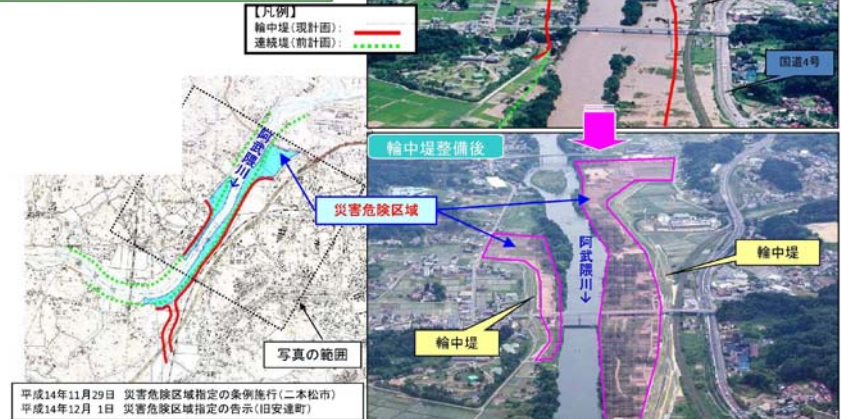 【凡例】
輪中堤(現計画):
連続堤(前計画):
国道4号
阿武隈川→
輪中堤整備後
災害危険区域
阿武隈川→
輪中堤
輪中堤
写真の範囲
平成14年11月29日 災害危険区域指定の条例施行(二本松市)
平成14年12月 1日 災害危険区域指定の告示(旧安達町)